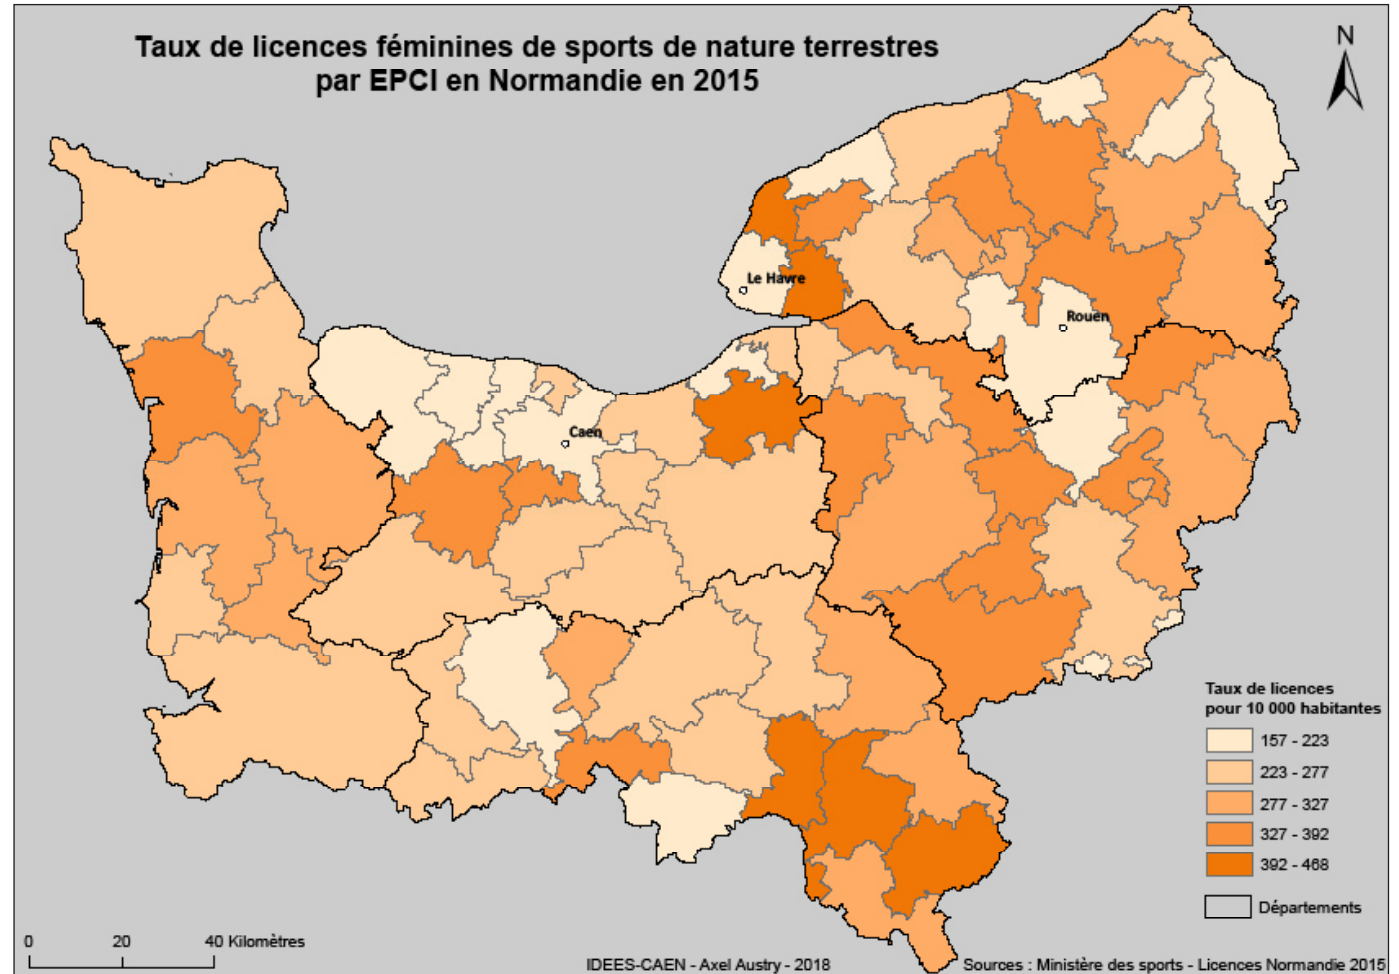 Taux de licences féminines de sports de nature terrestres
par EPCI en Normandie en 2015
N
Le Havre
Rouen
Caen
Taux de licences
pour 10 000 habitantes
157 - 223
223 - 277
277 - 327
327 - 392
392 - 468
Départements
0 20 40 Kilomètres
IDEES-CAEN - Axel Austry - 2018
Sources : Ministère des sports - Licences Normandie 2015